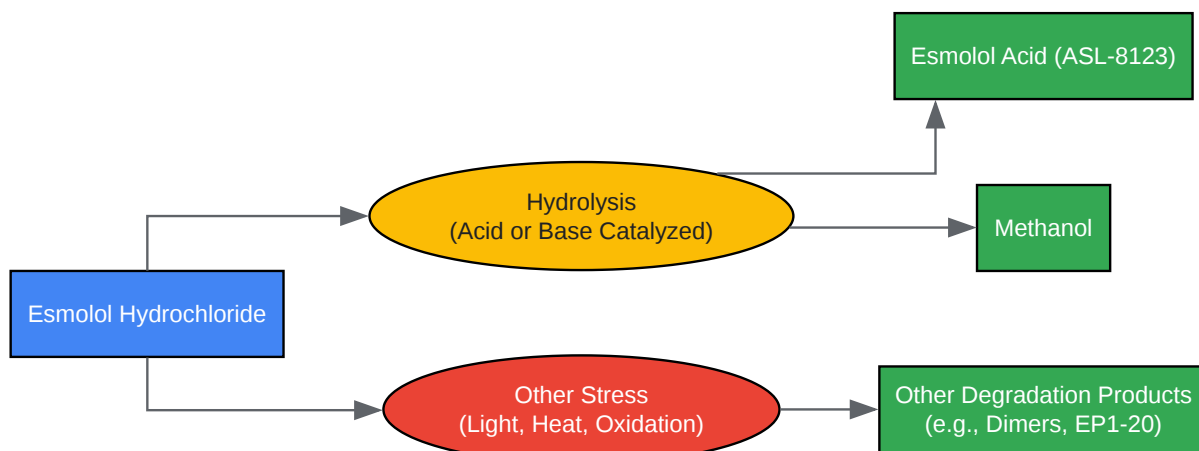 Esmolol Acid (ASL-8123)
Hydrolysis
(Acid or Base Catalyzed)
Methanol
Esmolol Hydrochloride
Other Stress
(Light, Heat, Oxidation)
Other Degradation Products
(e.g., Dimers, EP1-20)